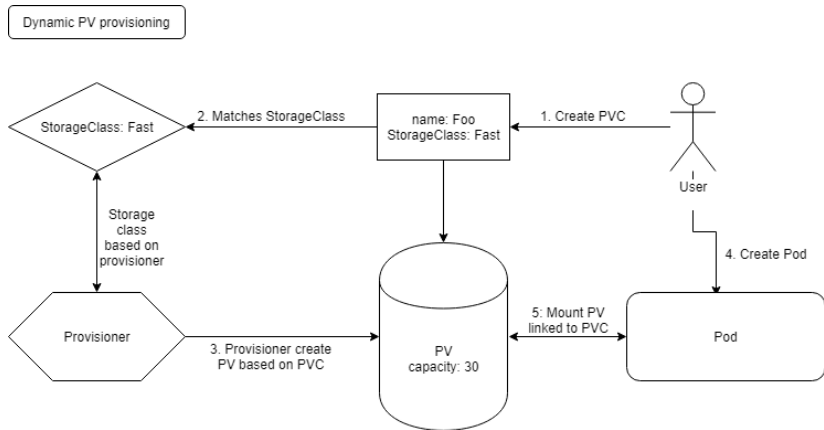 Dynamic PV provisioning
StorageClass: Fast
2. Matches StorageClass
name: Foo
StorageClass: Fast
1. Create PVC
User
Storage
class
based on
provisioner
4. Create Pod
Provisioner
3. Provisioner create
PV based on PVC
PV
capacity: 30
5: Mount PV
linked to PVC
Pod